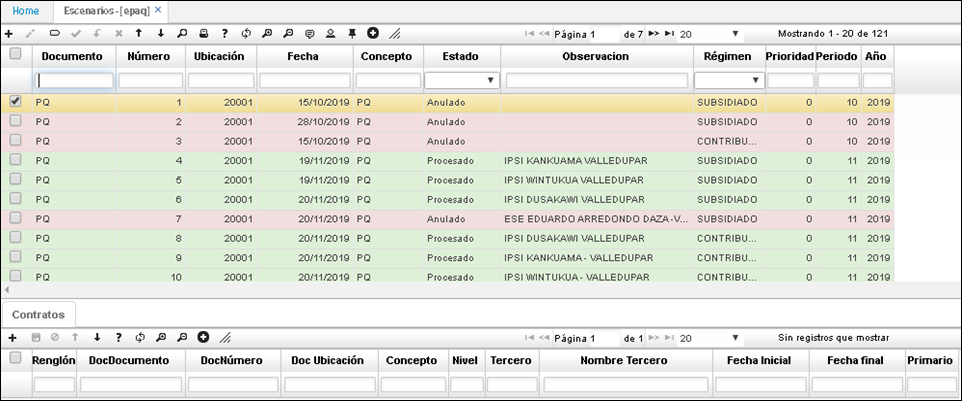 Home Escenarios - [epaq] ×
Página 1 de 7 20 Mostrando 1 - 20 de 121
Documento Número Ubicación Fecha Concepto Estado Observacion Régimen Prioridad Periodo Año
PQ 1 20001 15/10/2019 PQ Anulado SUBSIDIADO 0 10 2019
PQ 2 20001 28/10/2019 PQ Anulado SUBSIDIADO 0 10 2019
PQ 3 20001 15/10/2019 PQ Anulado CONTRIBU... 0 10 2019
PQ 4 20001 19/11/2019 PQ Procesado IPSI KANKUAMA VALLEDUPAR SUBSIDIADO 0 11 2019
PQ 5 20001 19/11/2019 PQ Procesado IPSI WINTUKUA VALLEDUPAR SUBSIDIADO 0 11 2019
PQ 6 20001 20/11/2019 PQ Procesado IPSI DUSAKAWI VALLEDUPAR SUBSIDIADO 0 11 2019
PQ 7 20001 20/11/2019 PQ Anulado ESE EDUARDO ARREDONDO DAZA -V... SUBSIDIADO 0 11 2019
PQ 8 20001 20/11/2019 PQ Procesado IPSI DUSAKAWI VALLEDUPAR CONTRIBU... 0 11 2019
PQ 9 20001 20/11/2019 PQ Procesado IPSI KANKUAMA - VALLEDUPAR CONTRIBU... 0 11 2019
PQ 10 20001 20/11/2019 PQ Procesado IPSI WINTUKUA - VALLEDUPAR CONTRIBU... 0 11 2019
Contratos
Página 1 de 1 20 Sin registros que mostrar
Renglón DocDocumento DocNúmero Doc Ubicación Concepto Nivel Tercero Nombre Tercero Fecha Inicial Fecha final Primario